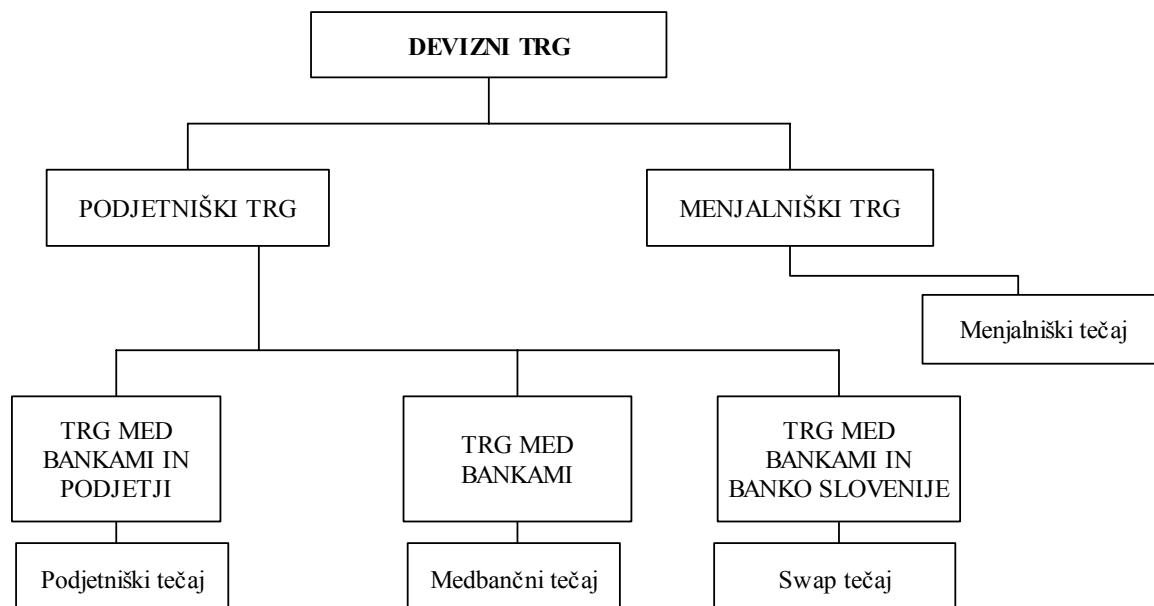 DEVIZNI TRG
PODJETNIŠKI TRG
MENJALNIŠKI TRG
Menjalniški tečaj
TRG MED
BANKAMI IN
PODJETJI
TRG MED
BANKAMI
TRG MED
BANKAMI IN
BANKO SLOVENIJE
Podjetniški tečaj
Medbančni tečaj
Swap tečaj